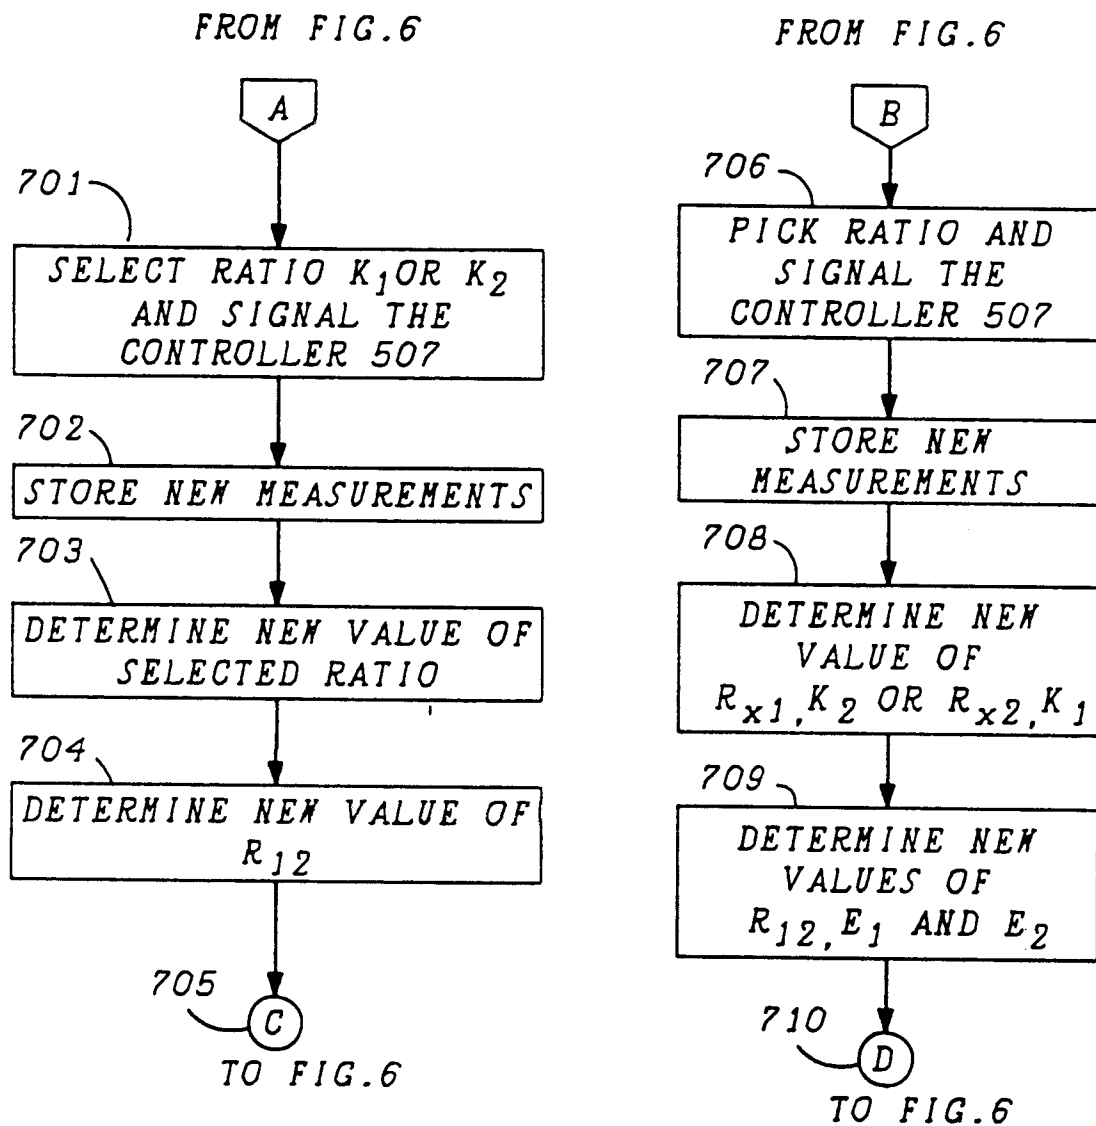 FROM FIG.6
A
701
SELECT RATIO K₁OR K₂
AND SIGNAL THE
CONTROLLER 507
702
STORE NEW MEASUREMENTS
703
DETERMINE NEW VALUE OF
SELECTED RATIO
704
DETERMINE NEW VALUE OF
R₁₂
705
C
TO FIG.6
FROM FIG.6
B
706
PICK RATIO AND
SIGNAL THE
CONTROLLER 507
707
STORE NEW
MEASUREMENTS
708
DETERMINE NEW
VALUE OF
Rₓ₁,K₂ OR Rₓ₂,K₁
709
DETERMINE NEW
VALUES OF
R₁₂,E₁ AND E₂
710
D
TO FIG.6